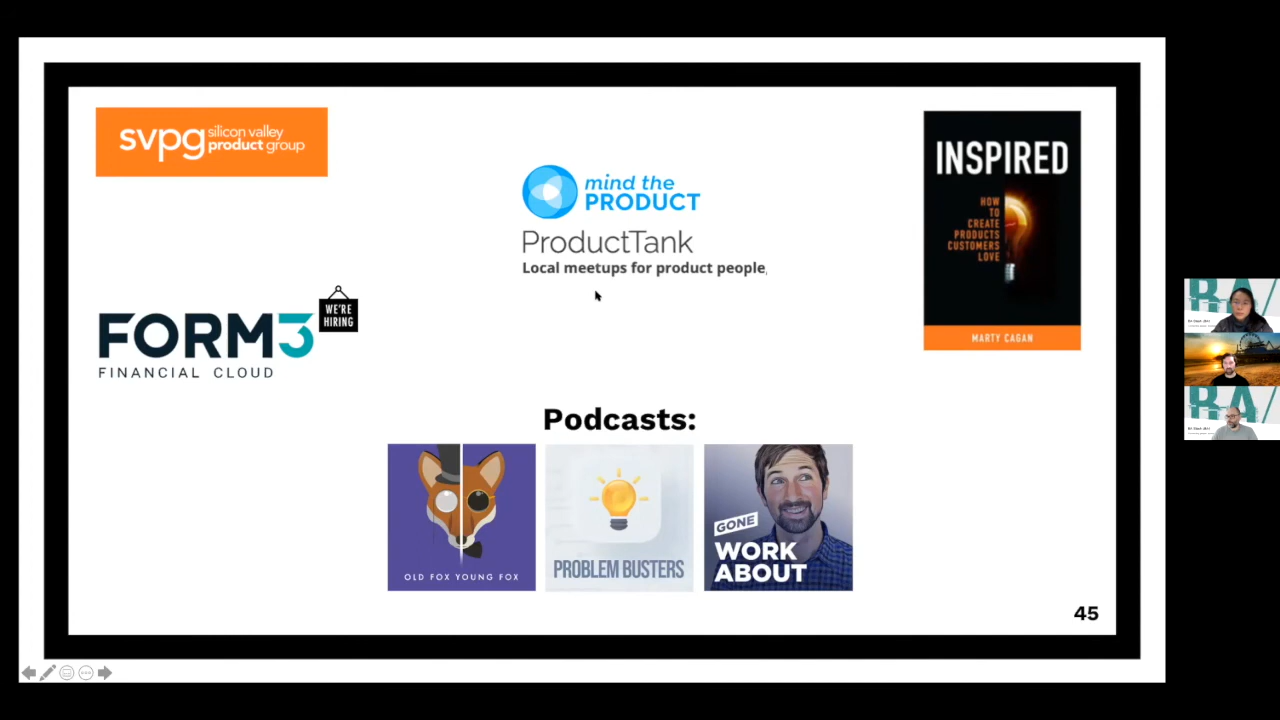 svpg silicon valley
product group
mind the
PRODUCT
ProductTank
Local meetups for product people,
INSPIRED
HOW
TO
CREATE
PRODUCTS
CUSTOMERS
LOVE
MARTY CAGAN
FORM3
FINANCIAL CLOUD
WE'RE
HIRING
Podcasts:
OLD FOX YOUNG FOX
PROBLEM BUSTERS
GONE
WORK
ABOUT
45